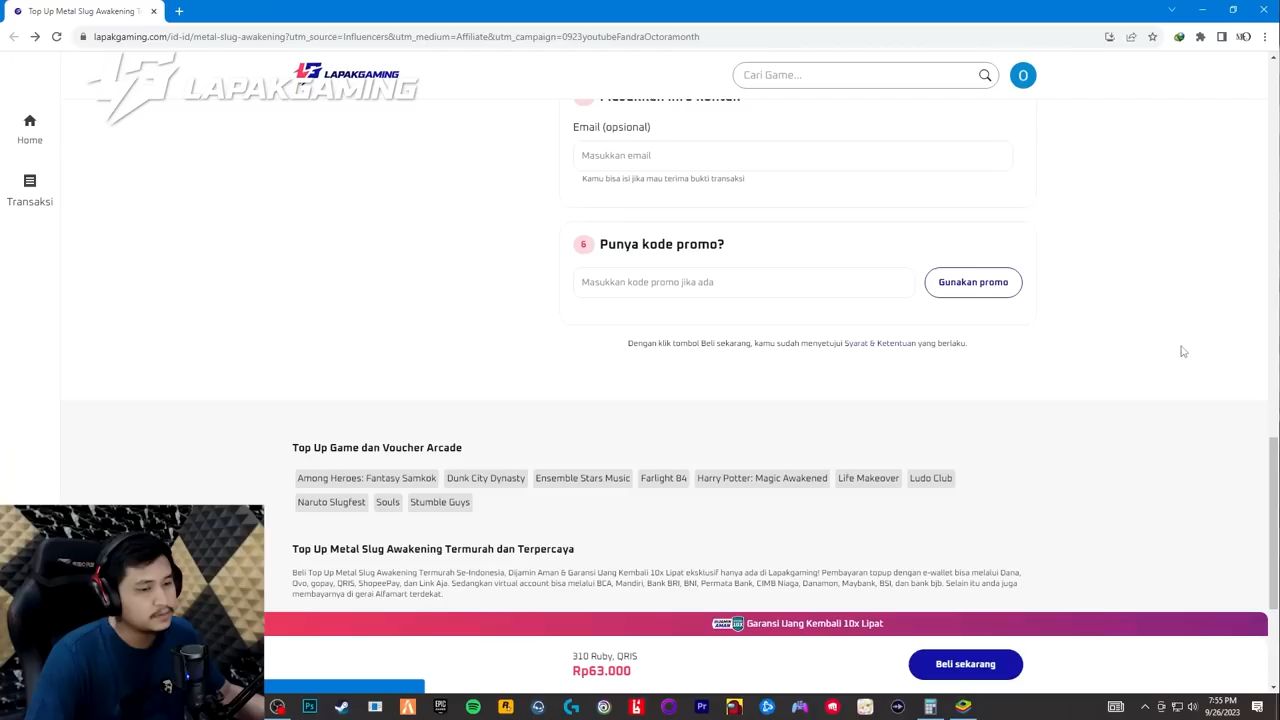 Top Up Metal Slug Awakening T
lapakgaming.com/id-id/metal-slug-awakening?utm_source=Influencers&utm_medium=Affiliate&utm_campaign=0923youtubeFandraOctoramonth
LAPAKGAMING
LAPAKGAMING
Cari Game...
O
Home
Transaksi
Email (opsional)
Masukkan email
Kamu bisa isi jika mau terima bukti transaksi
6 Punya kode promo?
Masukkan kode promo jika ada
Gunakan promo
Dengan klik tombol Beli sekarang, kamu sudah menyetujui Syarat & Ketentuan yang berlaku.
Top Up Game dan Voucher Arcade
Among Heroes: Fantasy Samkok Dunk City Dynasty Ensemble Stars Music Farlight 84 Harry Potter: Magic Awakened Life Makeover Ludo Club
Naruto Slugfest Souls Stumble Guys
Top Up Metal Slug Awakening Termurah dan Terpercaya
Beli Top Up Metal Slug Awakening Termurah Se-Indonesia, Dijamin Aman & Garansi Uang Kembali 10x Lipat eksklusif hanya ada di Lapakgaming! Pembayaran topup dengan e-wallet bisa melalui Dana,
Ovo, gopay, QRIS, ShopeePay, dan Link Aja. Sedangkan virtual account bisa melalui BCA, Mandiri, Bank BRI, BNI, Permata Bank, CIMB Niaga, Danamon, Maybank, BSI, dan bank bjb. Selain itu anda juga
membayarnya di gerai Alfamart terdekat.
Garansi Uang Kembali 10x Lipat
310 Ruby, QRIS
Rp63.000
Beli sekarang
7:55 PM
9/26/2023